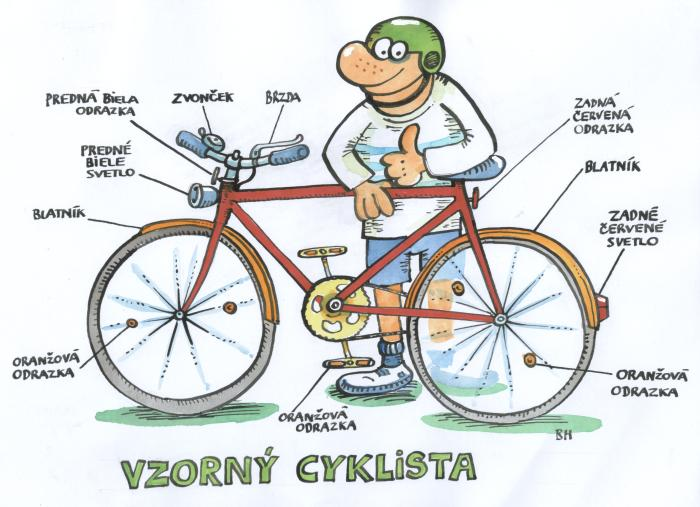 PREDNÁ BIELA
ODRAZKA
ZVONČEK
BRZDA
ZADNÁ
ČERVENÁ
ODRAZKA
PREDNÉ
BIELE
SVETLO
BLATNÍK
BLATNÍK
ZADNÉ
ČERVENÉ
SVETLO
ORANŽOVÁ
ODRAZKA
ORANŽOVÁ
ODRAZKA
ORANŽOVÁ
ODRAZKA
BH
VZORNÝ CYKLiSTA